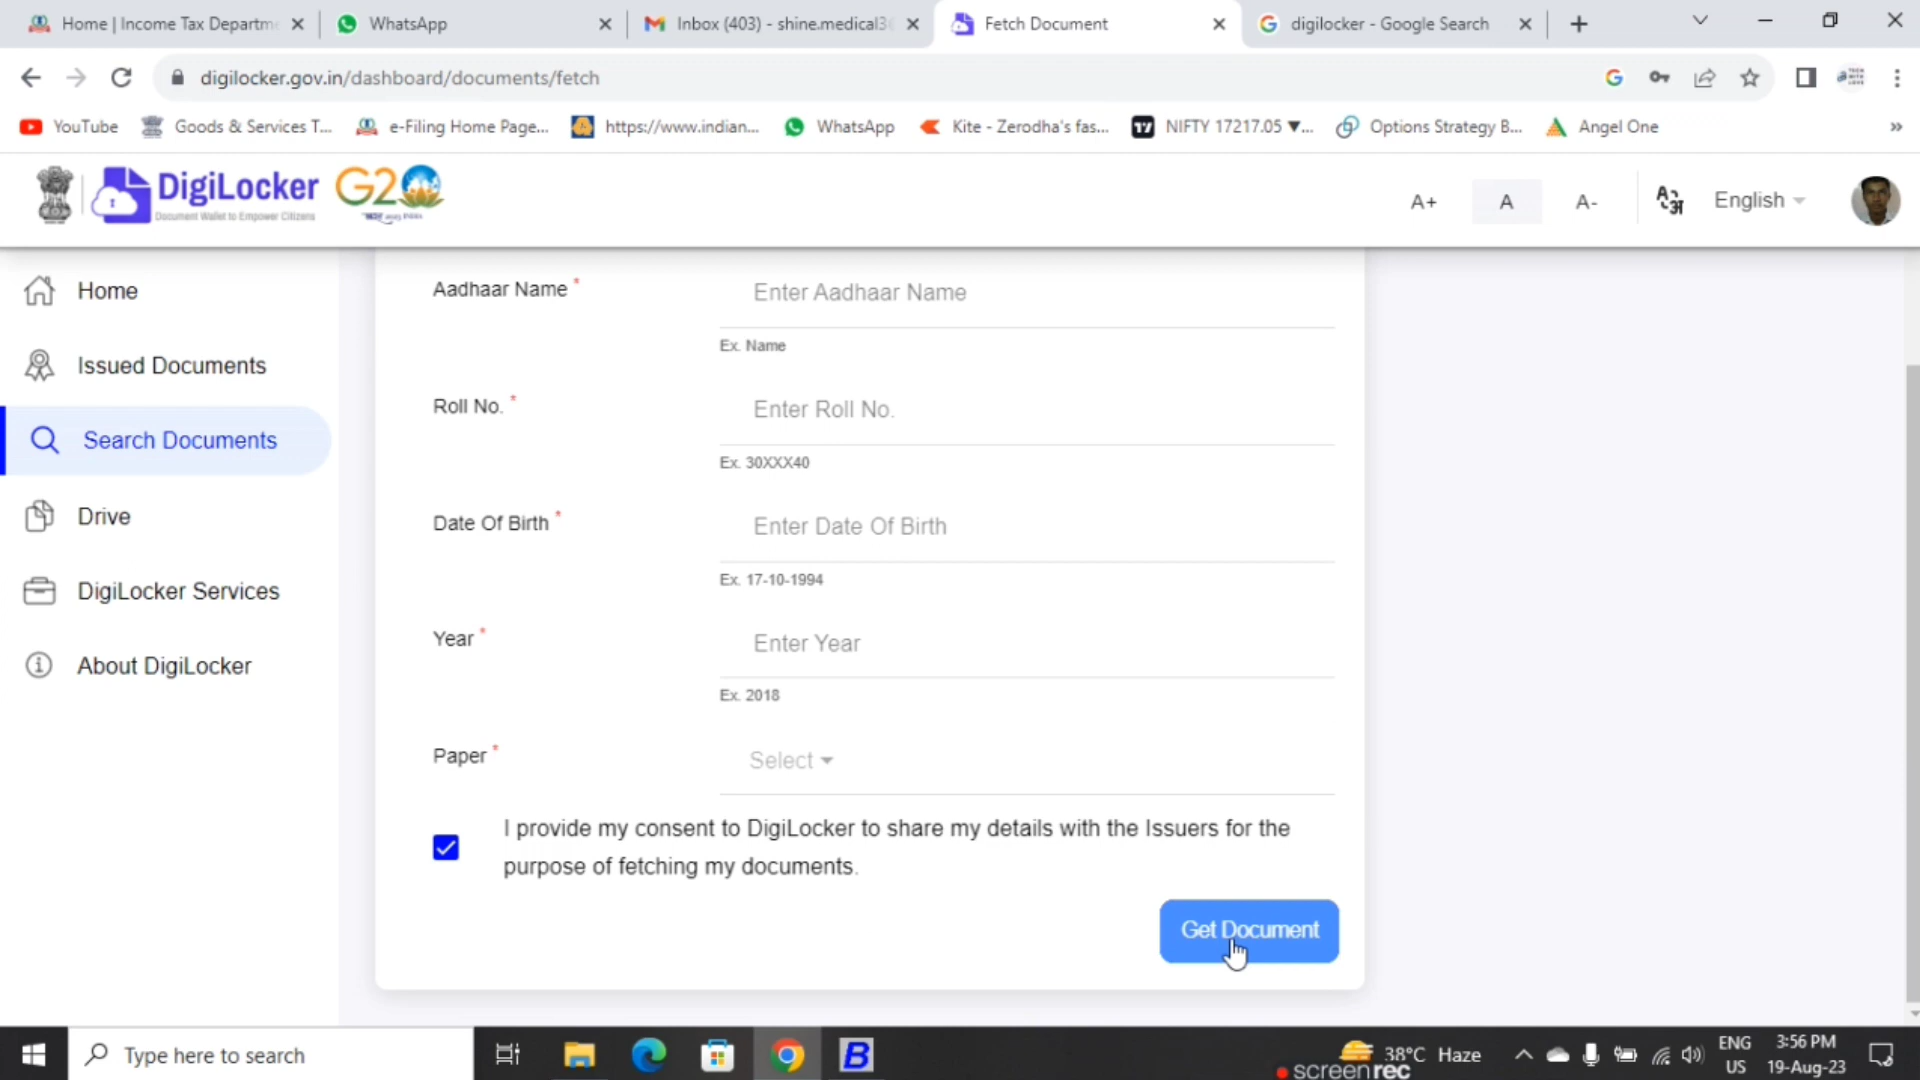 Home | Income Tax Departme
WhatsApp
Inbox (403) - shine.medical3
Fetch Document
digilocker - Google Search
digilocker.gov.in/dashboard/documents/fetch
YouTube
Goods & Services T...
e-Filing Home Page...
https://www.indian...
WhatsApp
Kite - Zerodha's fas...
NIFTY 17217.05 ▼...
Options Strategy B...
Angel One
»
DigiLocker
Document Wallet to Empower Citizens
G20
A+
A
A-
English
Home
Issued Documents
Search Documents
Drive
DigiLocker Services
About DigiLocker
Aadhaar Name *
Enter Aadhaar Name
Ex. Name
Roll No. *
Enter Roll No.
Ex. 30XXX40
Date Of Birth *
Enter Date Of Birth
Ex. 17-10-1994
Year *
Enter Year
Ex. 2018
Paper *
Select
I provide my consent to DigiLocker to share my details with the Issuers for the
purpose of fetching my documents.
Get Document
Type here to search
38°C Haze
ENG
US
3:56 PM
19-Aug-23
screenrec